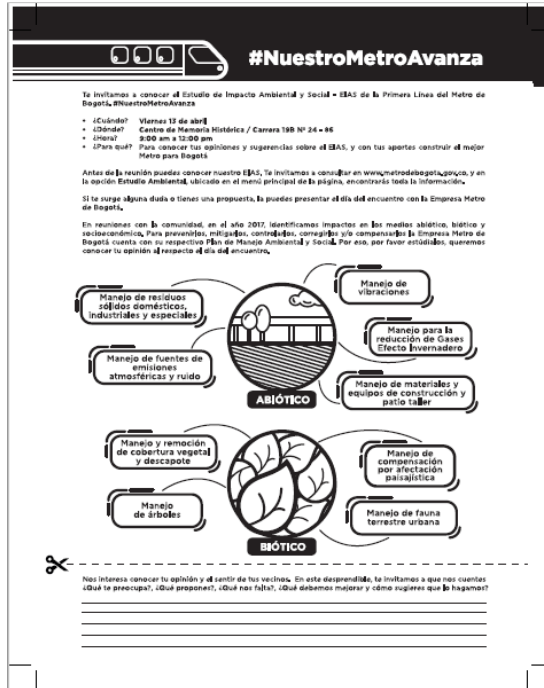 #NuestroMetroAvanza
Te invitamos a conocer el Estudio de Impacto Ambiental y Social - EIAS de la Primera Línea del Metro de
Bogotá. #NuestroMetroAvanza
• ¿Cuándo? Viernes 13 de abril
• ¿Dónde? Centro de Memoria Histórica / Carrera 19B Nº 24 - 86
• ¿Hora? 9:00 am a 12:00 pm
• ¿Para qué? Para conocer tus opiniones y sugerencias sobre el EIAS, y con tus aportes construir el mejor
Metro para Bogotá
Antes de la reunión puedes conocer nuestro EIAS, Te invitamos a consultar en www.metrodebogota.gov.co, y en
la opción Estudio Ambiental, ubicado en el menú principal de la página, encontrarás toda la información.
Si te surge alguna duda o tienes una propuesta, la puedes presentar el día del encuentro con la Empresa Metro
de Bogotá.
En reuniones con la comunidad, en el año 2017, identificamos impactos en los medios abiótico, biótico y
socioeconómico. Para prevenirlos, mitigarlos, controlarlos, corregirlos y/o compensarlos la Empresa Metro de
Bogotá cuenta con su respectivo Plan de Manejo Ambiental y Social. Por eso, por favor estúdialos, queremos
conocer tu opinión al respecto el día del encuentro.
Manejo de residuos
sólidos domésticos,
industriales y especiales
Manejo de
vibraciones
Manejo de fuentes de
emisiones
atmosféricas y ruido
Manejo para la
reducción de Gases
Efecto Invernadero
Manejo de materiales y
equipos de construcción y
patio taller
ABIÓTICO
Manejo y remoción
de cobertura vegetal
y descapote
Manejo de
compensación
por afectación
paisajística
Manejo
de árboles
Manejo de fauna
terrestre urbana
BIÓTICO
Nos interesa conocer tu opinión y el sentir de tus vecinos. En este desprendible, te invitamos a que nos cuentes
¿Qué te preocupa?, ¿Qué propones?, ¿Qué nos falta?, ¿Qué debemos mejorar y cómo sugieres que lo hagamos?